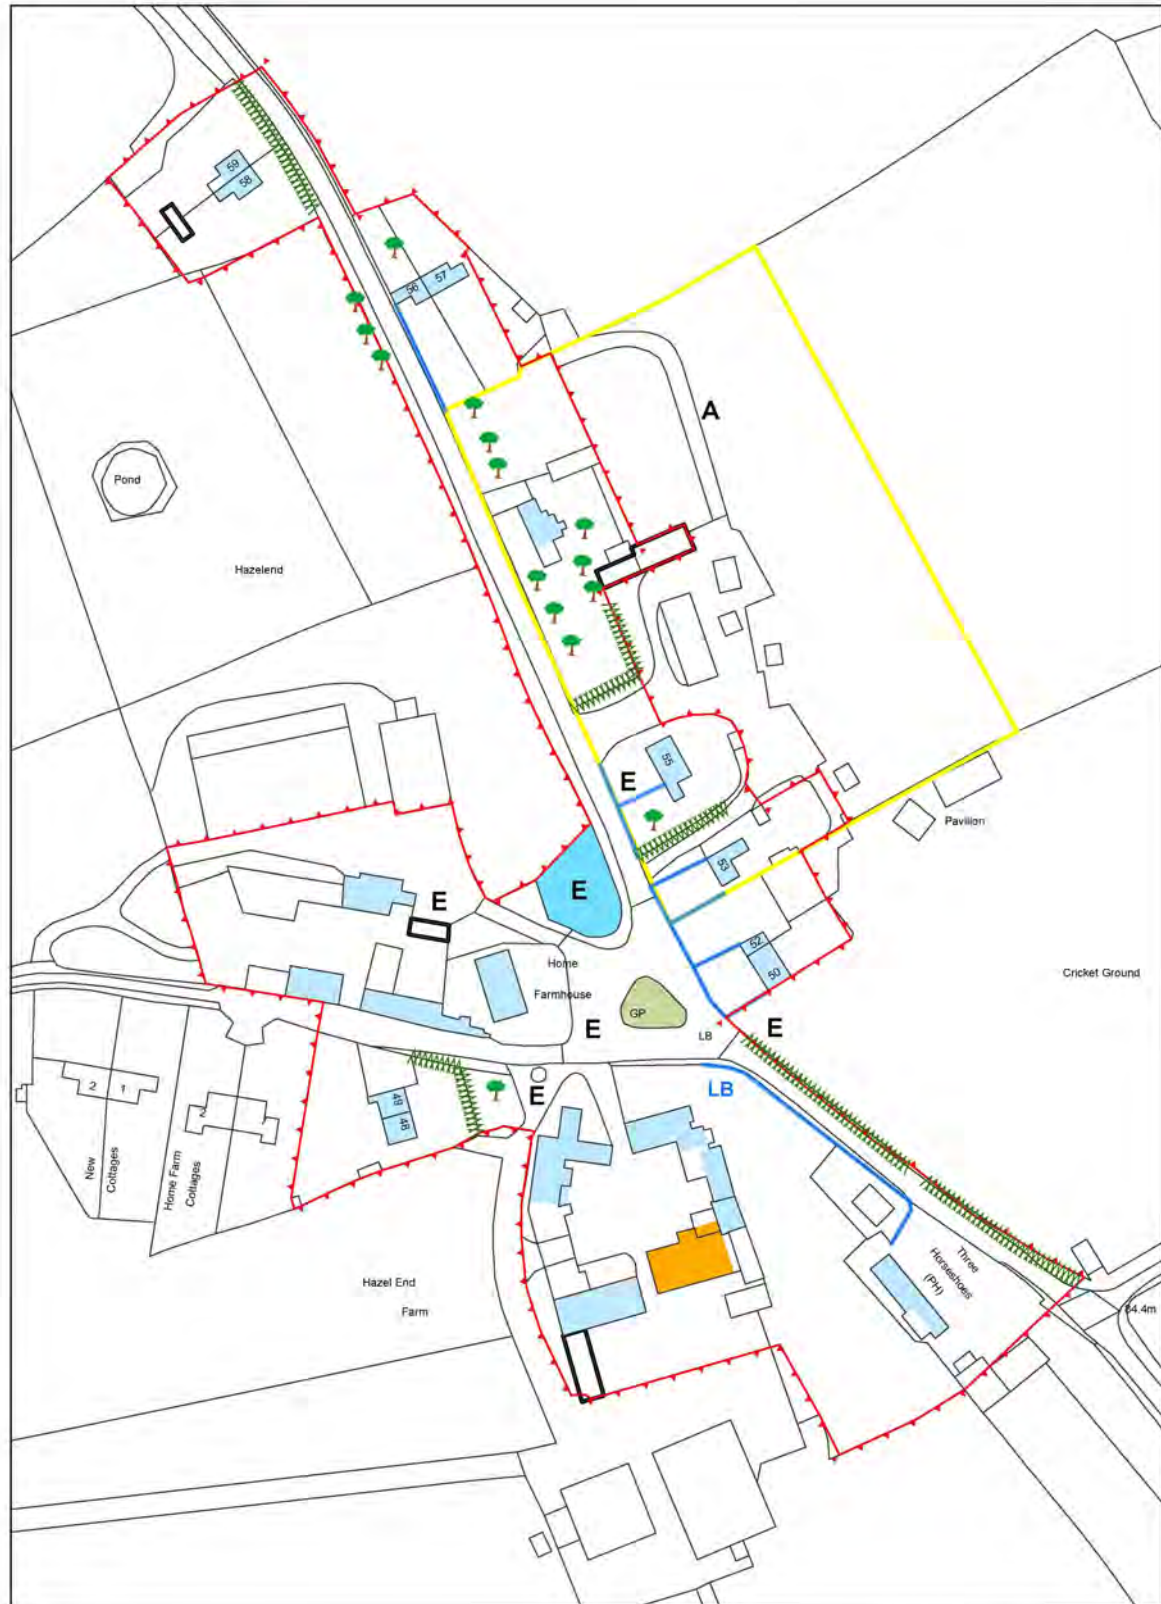 59
58
56
57
A
Pond
Hazelend
55
E
Pavilion
53
E
E
Home
Farmhouse
52
50
Cricket Ground
GP
E
LB
E
LB
E
2
1
2
49
48
New
Cottages
Home Farm
Cottages
Three
Horseshoes
(PH)
Hazel End
Farm
84.4m